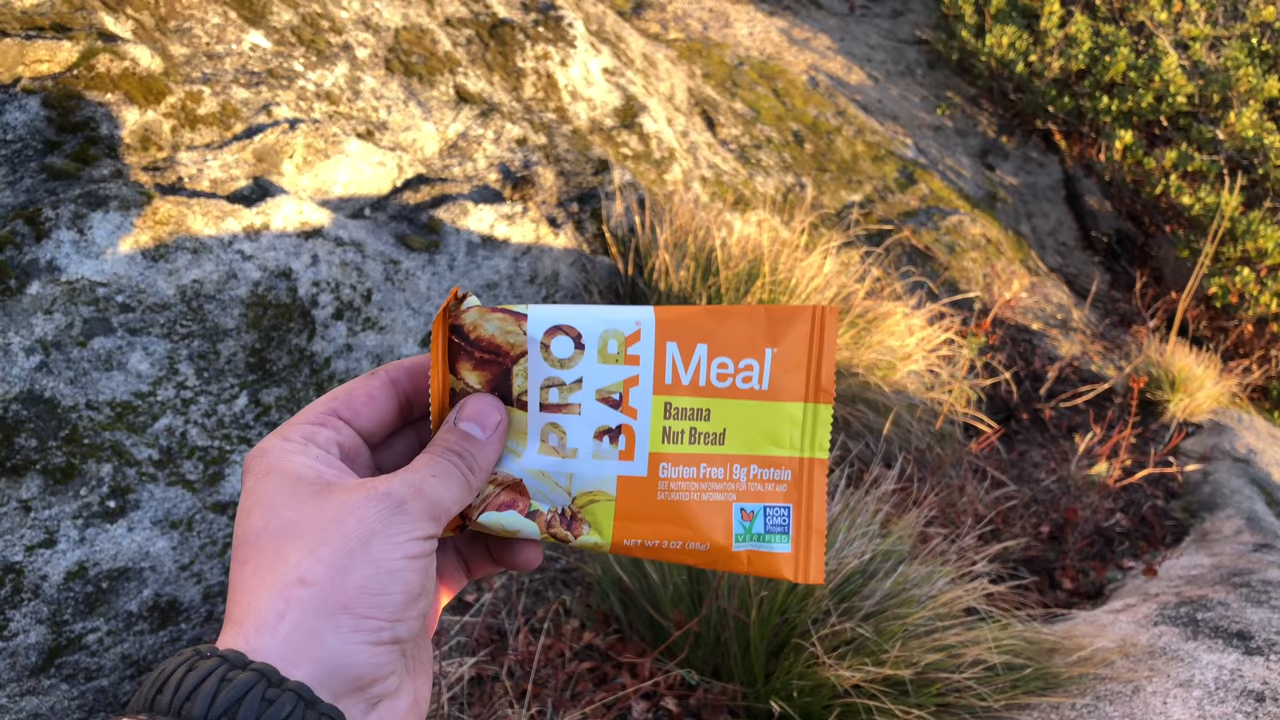 PRO
BAR
Meal
Banana
Nut Bread
Gluten Free | 9g Protein
SEE NUTRITION INFORMATION FOR TOTAL FAT AND
SATURATED FAT INFORMATION
NON
GMO
Project
VERIFIED
NET WT 3 OZ (85g)